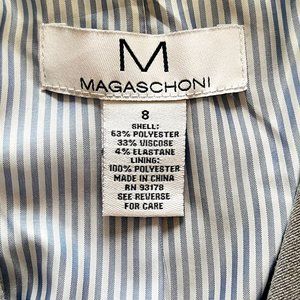 M
MAGASCHONI
8
SHELL:
63% POLYESTER
33% VISCOSE
4% ELASTANE
LINING:
100% POLYESTER
MADE IN CHINA
RN 93178
SEE REVERSE
FOR CARE